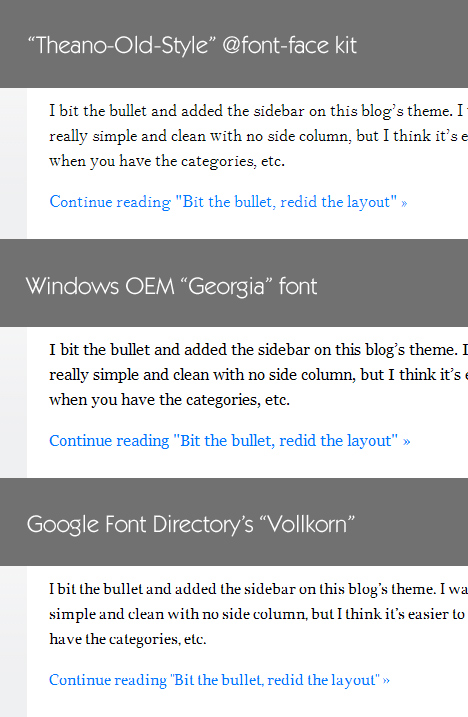 “Theano-Old-Style” @font-face kit
I bit the bullet and added the sidebar on this blog’s theme. I
really simple and clean with no side column, but I think it’s e
when you have the categories, etc.
Continue reading "Bit the bullet, redid the layout" »
Windows OEM “Georgia” font
I bit the bullet and added the sidebar on this blog’s theme. I
really simple and clean with no side column, but I think it’s e
when you have the categories, etc.
Continue reading "Bit the bullet, redid the layout" »
Google Font Directory’s “Vollkorn”
I bit the bullet and added the sidebar on this blog’s theme. I wa
simple and clean with no side column, but I think it’s easier to
have the categories, etc.
Continue reading "Bit the bullet, redid the layout" »